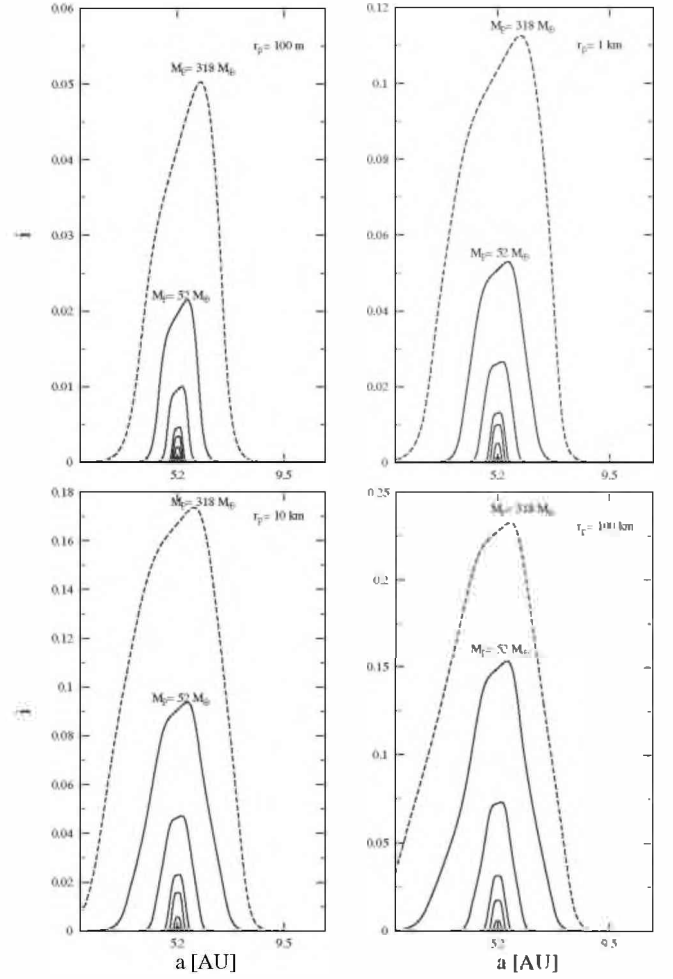 0.06
r_p = 100 m
M_P = 318 M_⊕
0.05
0.04
0.03
M_P = 52 M_⊕
0.02
0.01
0
5.2
9.5
0.12
M_P = 318 M_⊕
r_p = 1 km
0.1
0.08
0.06
M_P = 52 M_⊕
0.04
0.02
0
5.2
9.5
i
0.18
M_P = 318 M_⊕
r_p = 10 km
0.16
0.14
0.12
0.1
M_P = 52 M_⊕
0.08
0.06
0.04
0.02
0
5.2
9.5
a [AU]
i
0.25
M_P = 318 M_⊕
r_p = 100 km
0.2
M_P = 52 M_⊕
0.15
0.1
0.05
0
5.2
9.5
a [AU]